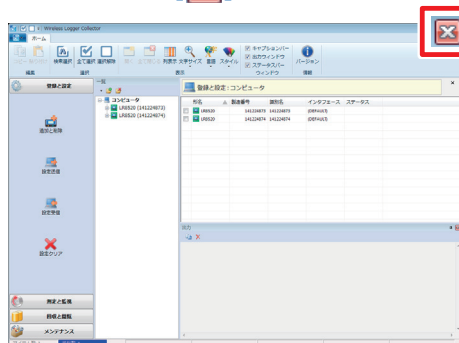 Wireless Logger Collector
ホーム
検索選択 全て選択 選択解除
列表示 文字サイズ 言語 スタイル
キャプションバー
出力ウィンドウ
ステータスバー
バージョン
編集 選択 表示 ウィンドウ 情報
登録と設定
追加と削除
設定送信
設定受信
設定クリア
測定と監視
回収と閲覧
メンテナンス
一覧
コンピュータ
LR8520 (141224873)
LR8520 (141224874)
登録と設定 : コンピュータ
形名 製造番号 識別名 インタフェース ステータス
LR8520 141224873 141224873 (DEFAULT)
LR8520 141224874 141224874 (DEFAULT)
出力